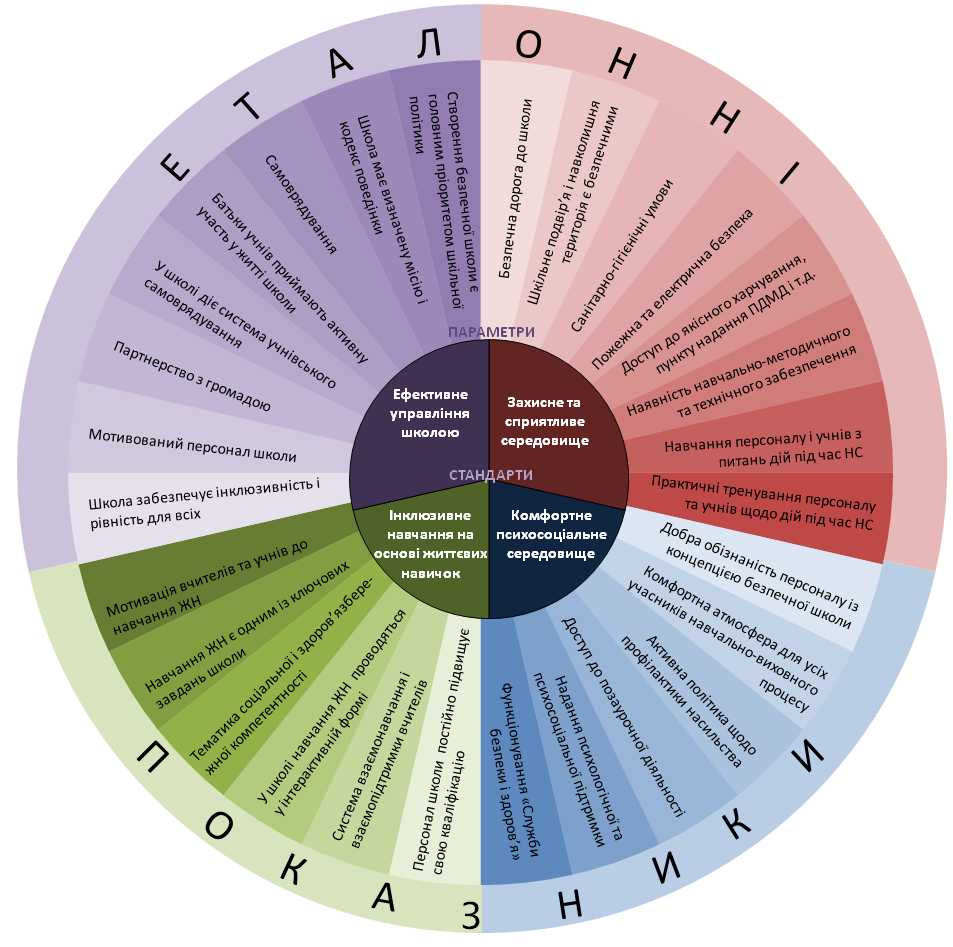 ЕТАЛОННІ
ПОКАЗНИКИ
ПАРАМЕТРИ
СТАНДАРТИ
Ефективне
управління
школою
Захисне та
сприятливе
середовище
Інклюзивне
навчання на
основі життєвих
навичок
Комфортне
психосоціальне
середовище
Безпечна дорога до школи
Шкільне подвір’я і навколишня
територія є безпечними
Санітарно-гігієнічні умови
Пожежна та електрична безпека
Доступ до якісного харчування,
пункту надання ПДМД і т.д.
Наявність навчально-методичного
та технічного забезпечення
Навчання персоналу і учнів з
питань дій під час НС
Практичні тренування персоналу
та учнів щодо дій під час НС
Добра обізнаність персоналу із
концепцією безпечної школи
Комфортна атмосфера для усіх
учасників навчально-виховного
процесу
Активна політика щодо
профілактики насильства
Доступ до позаурочної діяльності
Надання психологічної та
психосоціальної підтримки
Функціонування «Служби
безпеки і здоров’я»
Персонал школи постійно підвищує
свою кваліфікацію
Система взаємонавчання і
взаємопідтримки вчителів
У школі навчання ЖН проводяться
у інтерактивній формі
Тематика соціальної і здоров’язбере-
жної компетентності
Навчання ЖН є одним із ключових
завдань школи
Мотивація вчителів та учнів до
навчання ЖН
Школа забезпечує інклюзивність і
рівність для всіх
Мотивований персонал школи
Партнерство з громадою
У школі діє система учнівського
самоврядування
Батьки учнів приймають активну
участь у житті школи
Самоврядування
Школа має визначену місію і
кодекс поведінки
Створення безпечної школи є
головним пріоритетом шкільної
політики